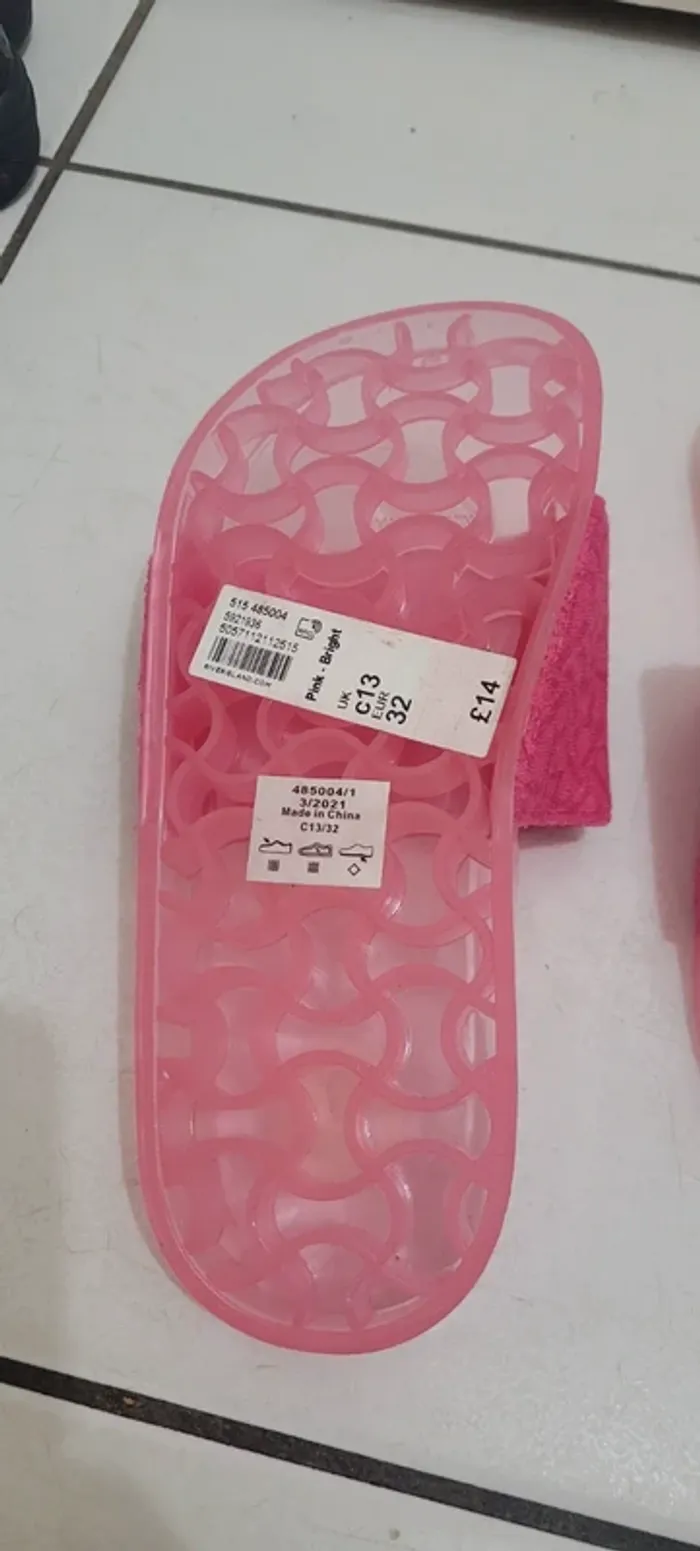 515 485004
5921936
5057112112515
RIVERISLAND.COM
Pink - Bright
UK
C13
EUR
32
£14
485004/1
3/2021
Made in China
C13/32